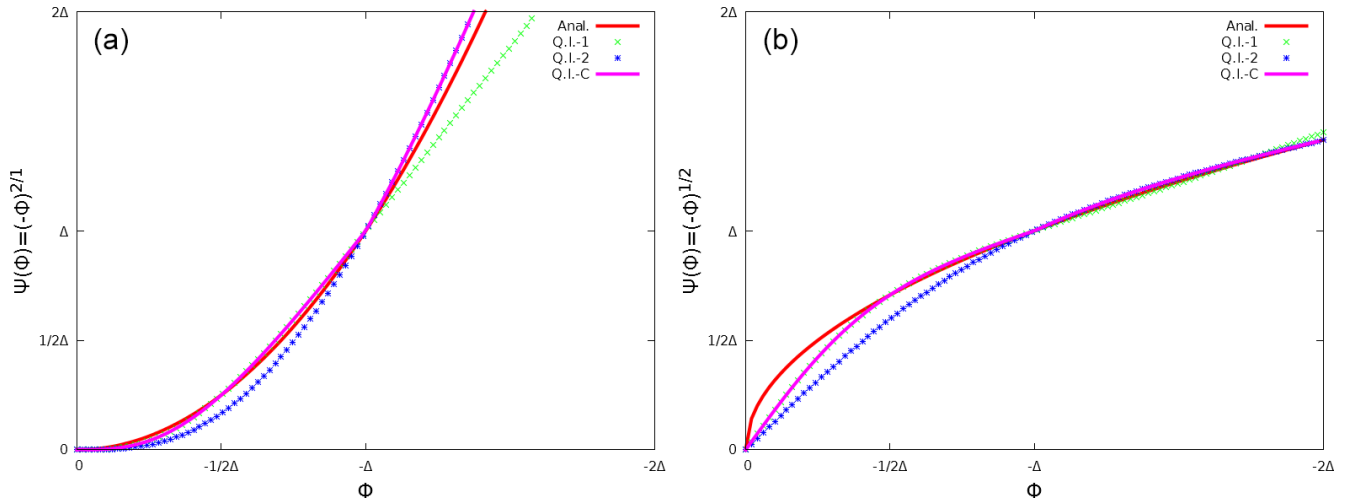 (a)
Anal.
Q.I.-1
Q.I.-2
Q.I.-C
2Δ
Δ
1/2Δ
0
Ψ(Φ)=(-Φ)^2/1
0
-1/2Δ
-Δ
-2Δ
Φ
(b)
Anal.
Q.I.-1
Q.I.-2
Q.I.-C
2Δ
Δ
1/2Δ
0
Ψ(Φ)=(-Φ)^1/2
0
-1/2Δ
-Δ
-2Δ
Φ